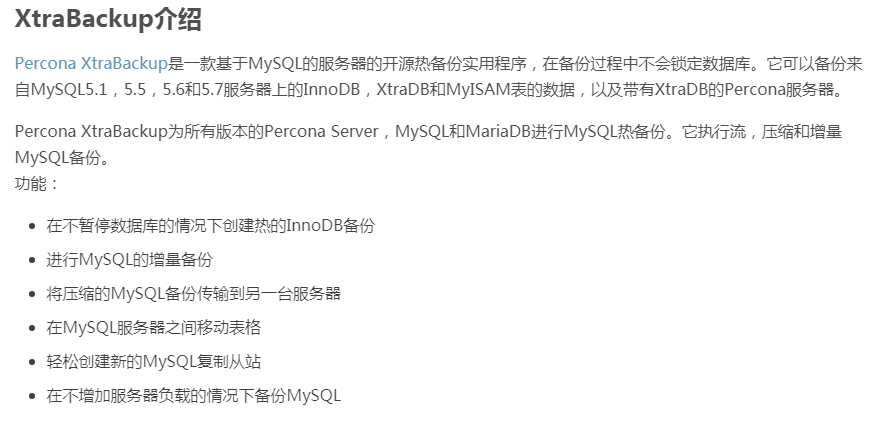 XtraBackup介绍
Percona XtraBackup是一款基于MySQL的服务器的开源热备份实用程序，在备份过程中不会锁定数据库。它可以备份来
自MySQL5.1，5.5，5.6和5.7服务器上的InnoDB，XtraDB和MyISAM表的数据，以及带有XtraDB的Percona服务器。
Percona XtraBackup为所有版本的Percona Server，MySQL和MariaDB进行MySQL热备份。它执行流，压缩和增量
MySQL备份。
功能：
• 在不暂停数据库的情况下创建热的InnoDB备份
• 进行MySQL的增量备份
• 将压缩的MySQL备份传输到另一台服务器
• 在MySQL服务器之间移动表格
• 轻松创建新的MySQL复制从站
• 在不增加服务器负载的情况下备份MySQL